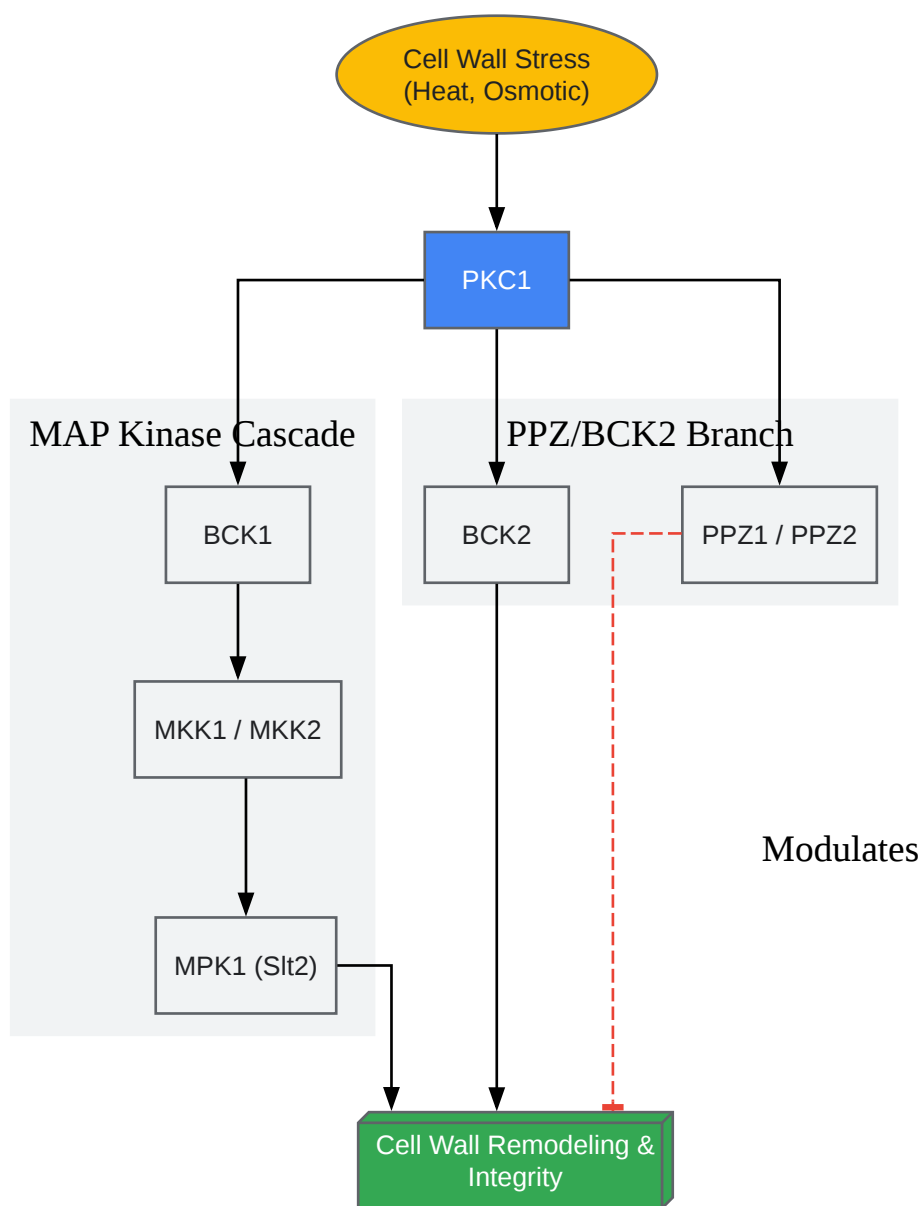 Cell Wall Stress
(Heat, Osmotic)
PKC1
MAP Kinase Cascade
PPZ/BCK2 Branch
BCK1
BCK2
PPZ1 / PPZ2
MKK1 / MKK2
Modulates
MPK1 (Slt2)
Cell Wall Remodeling &
Integrity